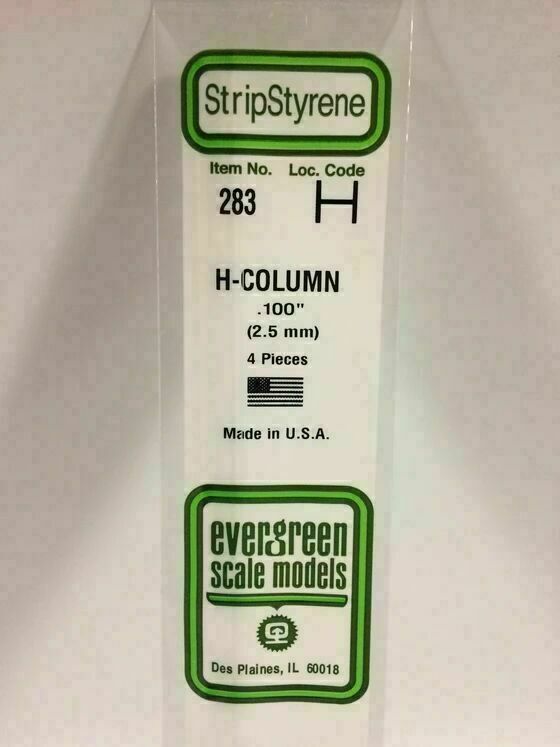 StripStyrene
Item No. Loc. Code
283 H
H-COLUMN
.100"
(2.5 mm)
4 Pieces
Made in U.S.A.
evergreen
scale models
Des Plaines, IL 60018